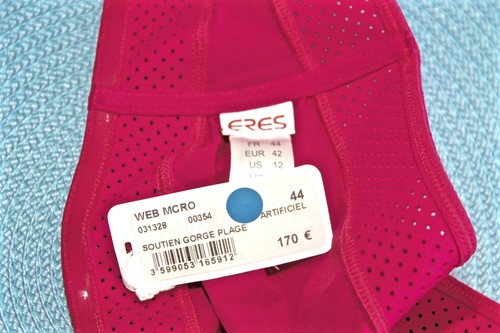 ERES
FR 44
EUR 42
US 12
WEB MCRO
44
031328 00354
ARTIFICIEL
SOUTIEN GORGE PLAGE
170 €
3 599053 165912